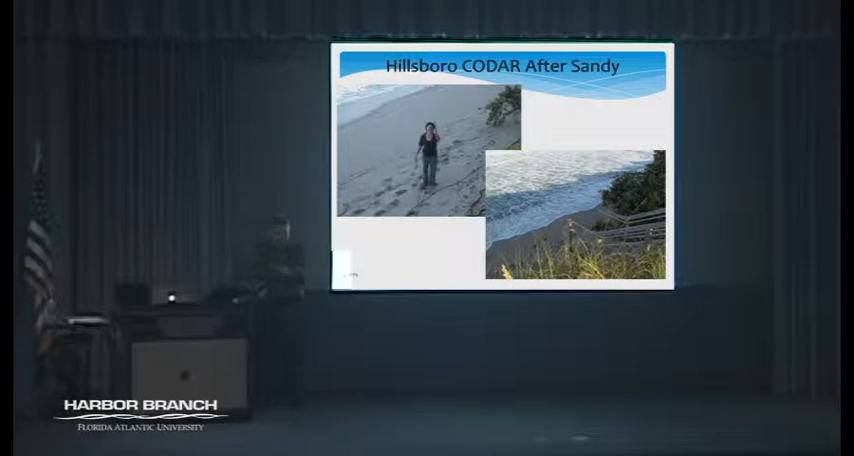 Hillsboro CODAR After Sandy
HARBOR BRANCH
FLORIDA ATLANTIC UNIVERSITY